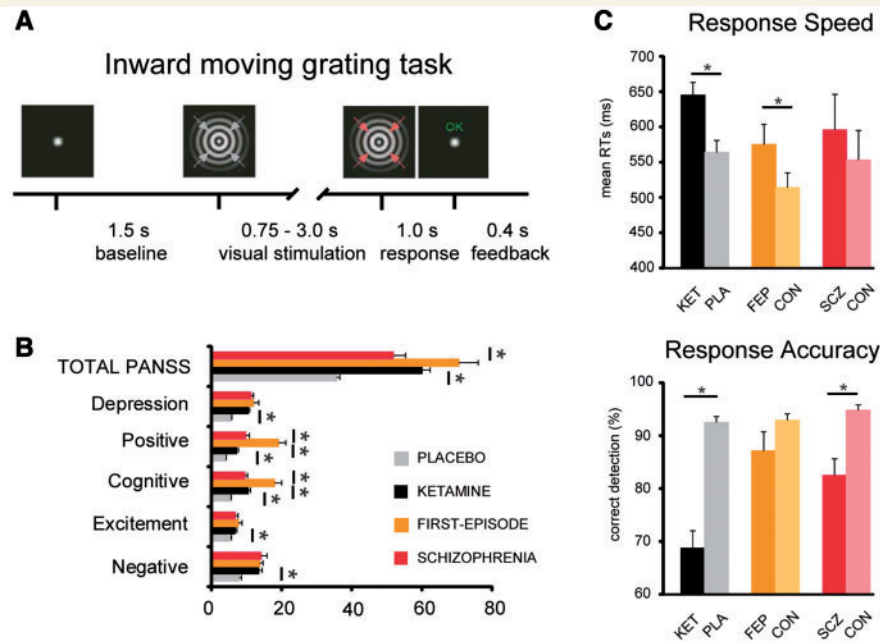 A
Inward moving grating task
OK
1.5 s
baseline
0.75 - 3.0 s
visual stimulation
1.0 s
response
0.4 s
feedback
B
TOTAL PANSS
Depression
Positive
Cognitive
Excitement
Negative
*
*
*
*
*
*
*
*
*
*
*
PLACEBO
KETAMINE
FIRST-EPISODE
SCHIZOPHRENIA
0
20
40
60
80
C
Response Speed
mean RTs (ms)
700
650
600
550
500
450
400
*
*
KET
PLA
FEP
CON
SCZ
CON
Response Accuracy
correct detection (%)
100
90
80
70
60
*
*
KET
PLA
FEP
CON
SCZ
CON